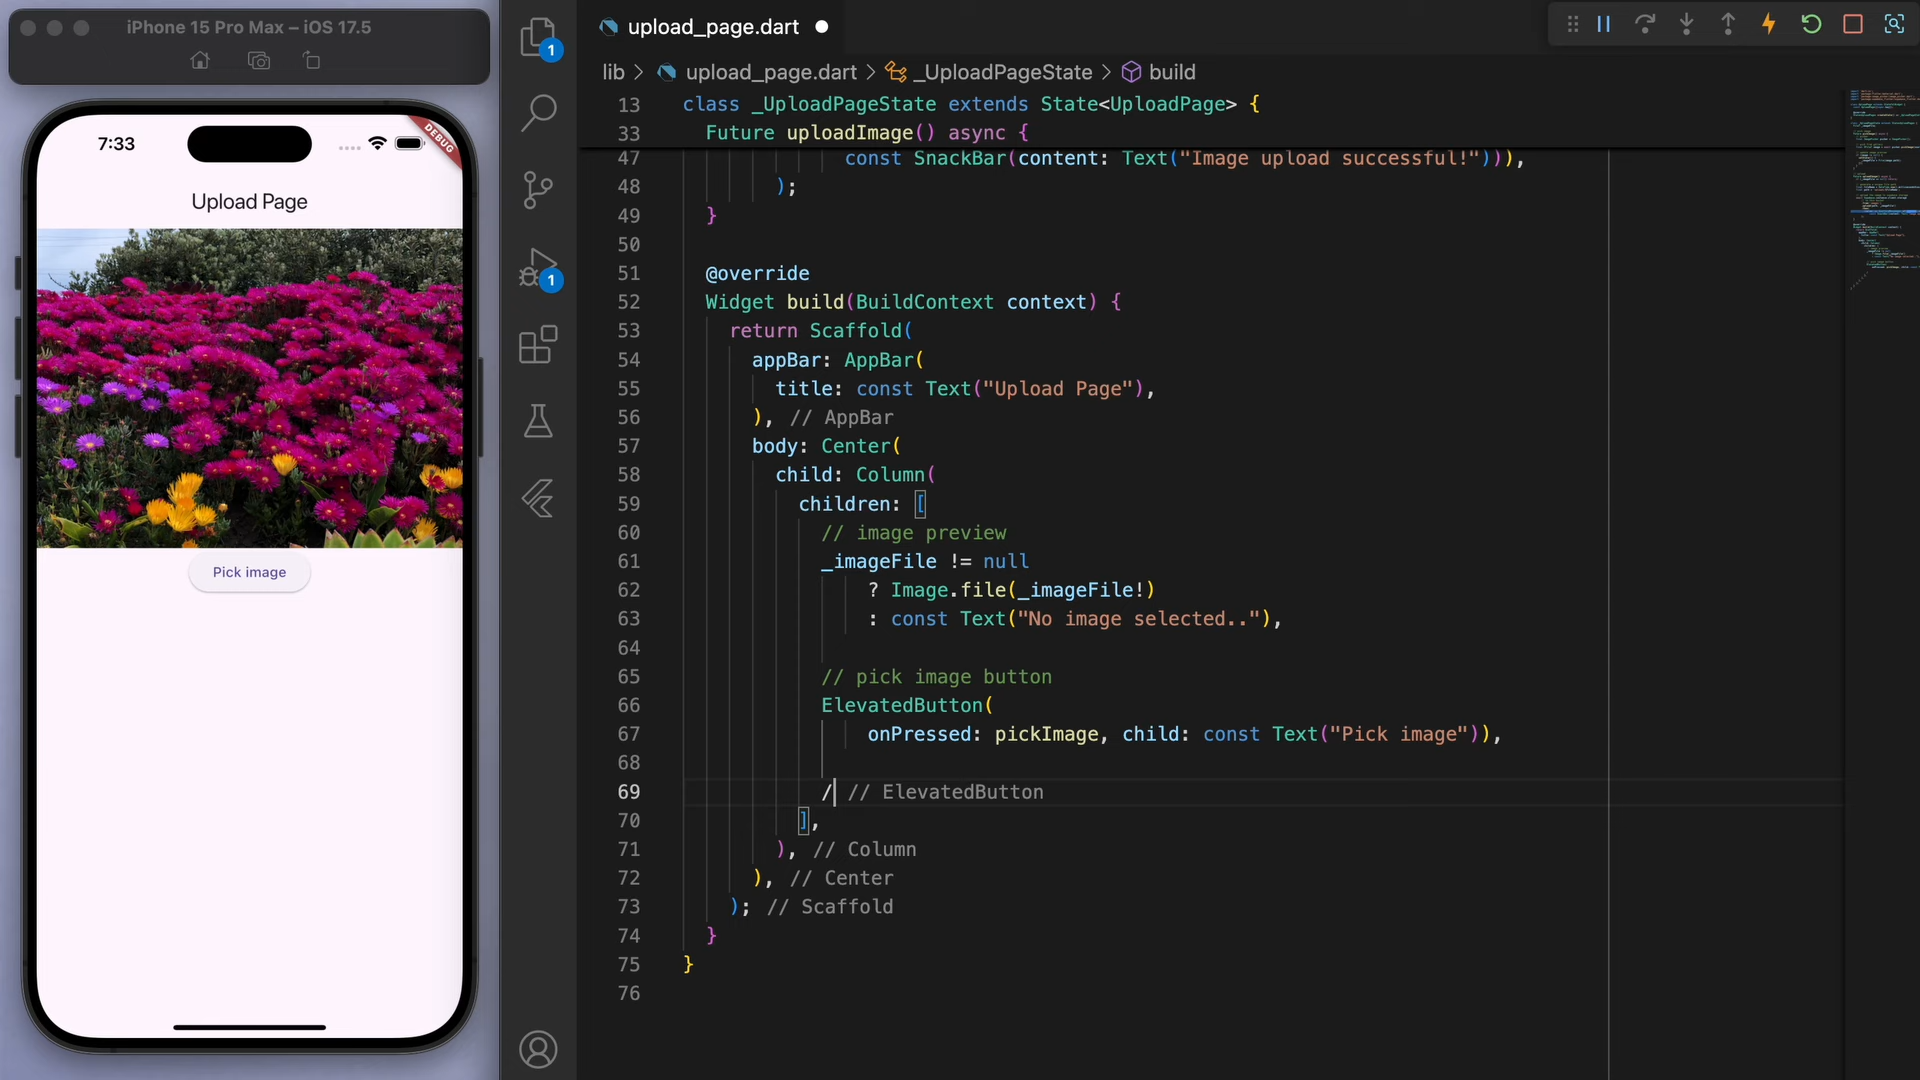 iPhone 15 Pro Max – iOS 17.5
7:33
DEBUG
Upload Page
Pick image
1
1
upload_page.dart
lib > upload_page.dart > _UploadPageState > build
13 class _UploadPageState extends State<UploadPage> {
33 Future uploadImage() async {
47 const SnackBar(content: Text("Image upload successful!"))),
48 );
49 }
50
51 @override
52 Widget build(BuildContext context) {
53 return Scaffold(
54 appBar: AppBar(
55 title: const Text("Upload Page"),
56 ), // AppBar
57 body: Center(
58 child: Column(
59 children: [
60 // image preview
61 _imageFile != null
62 ? Image.file(_imageFile!)
63 : const Text("No image selected.."),
64
65 // pick image button
66 ElevatedButton(
67 onPressed: pickImage, child: const Text("Pick image")),
68
69 / // ElevatedButton
70 ],
71 ), // Column
72 ), // Center
73 ); // Scaffold
74 }
75 }
76